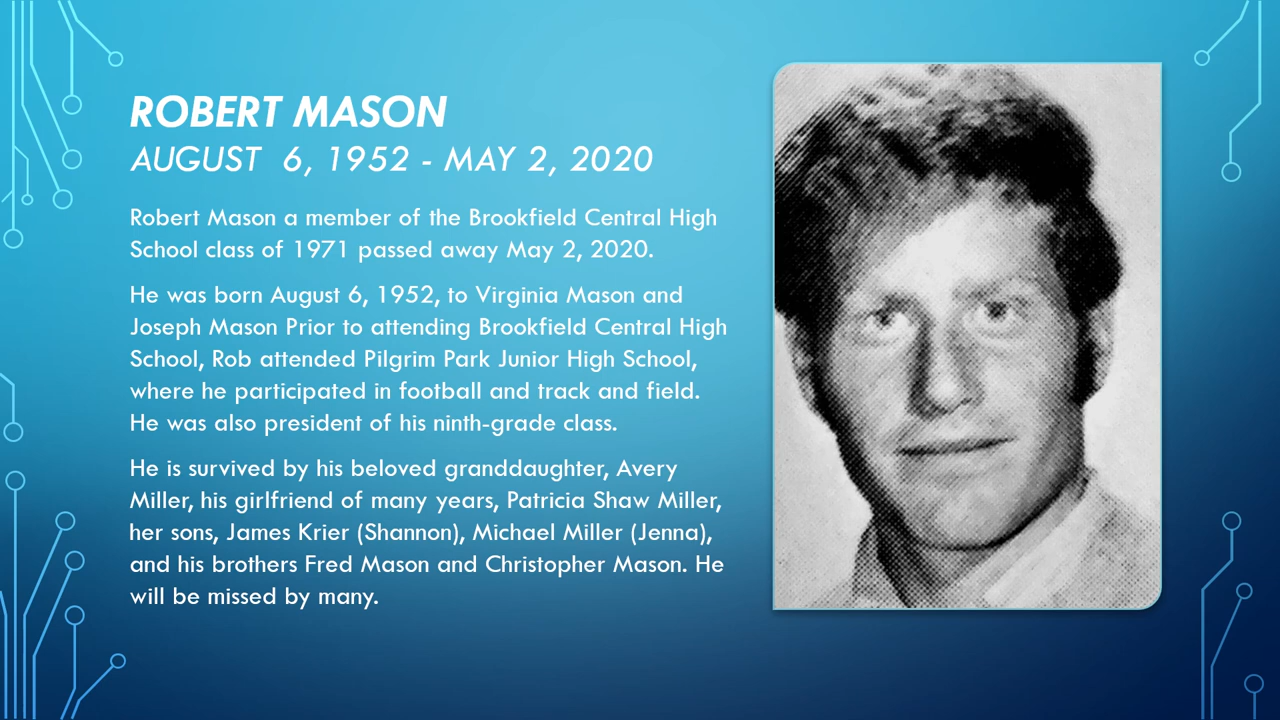 ROBERT MASON
AUGUST 6, 1952 - MAY 2, 2020
Robert Mason a member of the Brookfield Central High
School class of 1971 passed away May 2, 2020.
He was born August 6, 1952, to Virginia Mason and
Joseph Mason Prior to attending Brookfield Central High
School, Rob attended Pilgrim Park Junior High School,
where he participated in football and track and field.
He was also president of his ninth-grade class.
He is survived by his beloved granddaughter, Avery
Miller, his girlfriend of many years, Patricia Shaw Miller,
her sons, James Krier (Shannon), Michael Miller (Jenna),
and his brothers Fred Mason and Christopher Mason. He
will be missed by many.